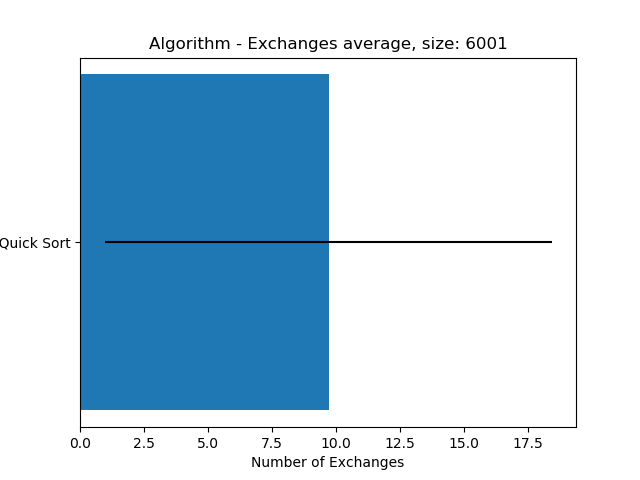 Algorithm - Exchanges average, size: 6001
Quick Sort
0.0 2.5 5.0 7.5 10.0 12.5 15.0 17.5
Number of Exchanges